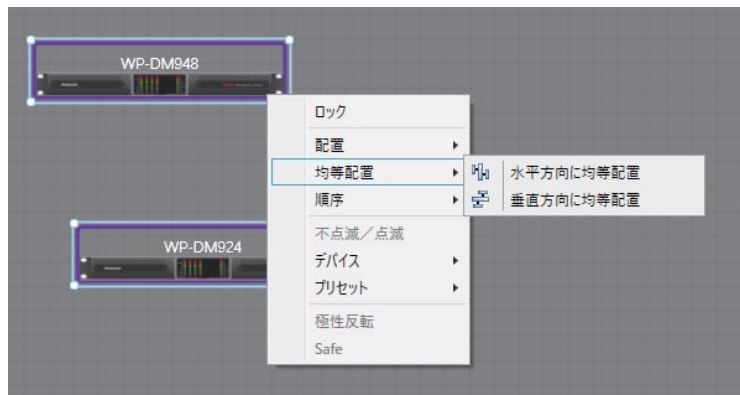 WP-DM948
ロック
配置
均等配置
水平方向に均等配置
順序
垂直方向に均等配置
不点滅／点滅
WP-DM924
デバイス
プリセット
極性反転
Safe